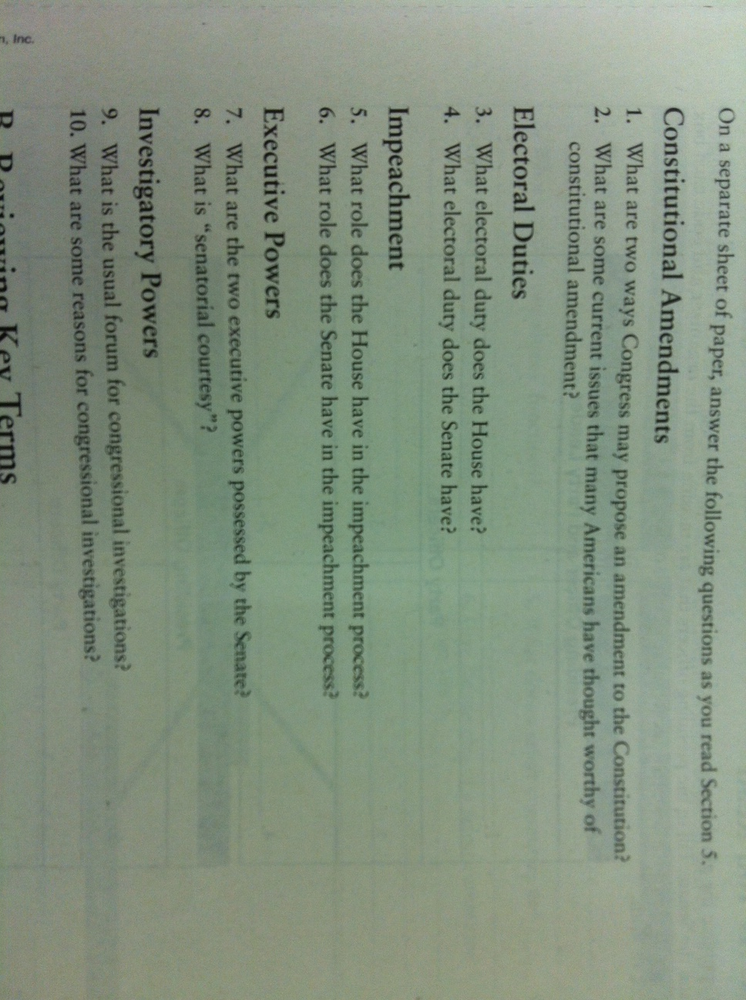 On a separate sheet of paper, answer the following questions as you read Section 5.
Constitutional Amendments
1. What are two ways Congress may propose an amendment to the Constitution?
2. What are some current issues that many Americans have thought worthy of
constitutional amendment?
Electoral Duties
3. What electoral duty does the House have?
4. What electoral duty does the Senate have?
Impeachment
5. What role does the House have in the impeachment process?
6. What role does the Senate have in the impeachment process?
Executive Powers
7. What are the two executive powers possessed by the Senate?
8. What is "senatorial courtesy"?
Investigatory Powers
9. What is the usual forum for congressional investigations?
10. What are some reasons for congressional investigations?
B. Reviewing Key Terms
, Inc.